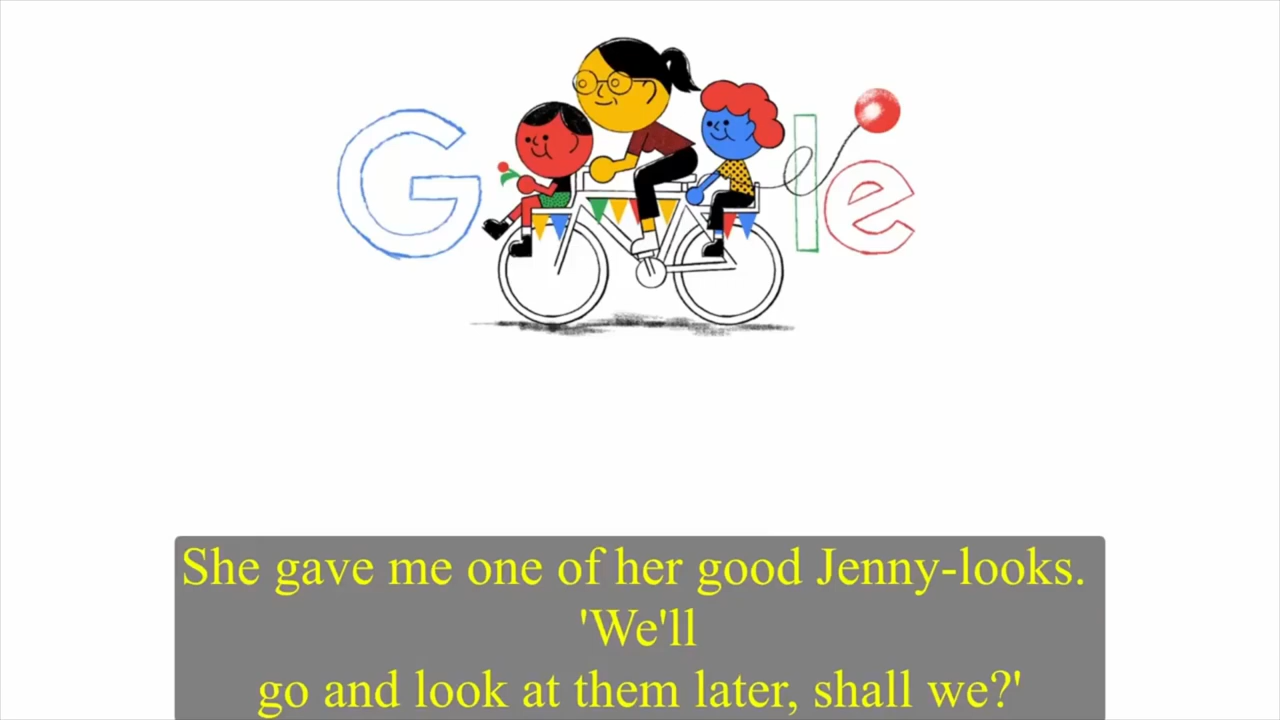 G le
She gave me one of her good Jenny-looks.
'We'll
go and look at them later, shall we?'